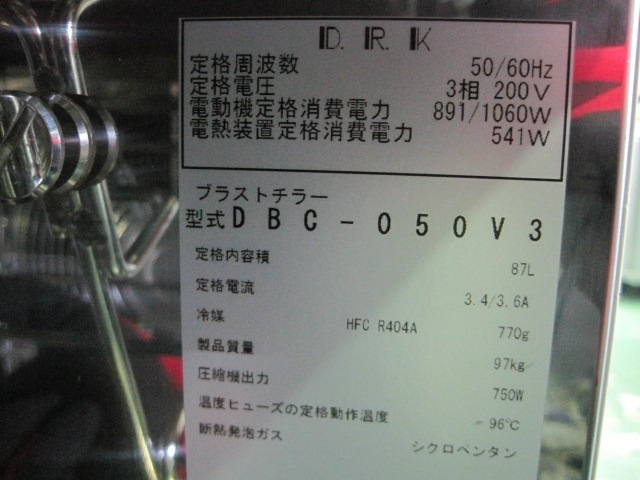 D. R. K
定格周波数 50/60Hz
定格電圧 3相 200V
電動機定格消費電力 891/1060W
電熱装置定格消費電力 541W
ブラストチラー
型式DBC-050V3
定格内容積 87L
定格電流 3.4/3.6A
冷媒 HFC R404A 770g
製品質量 97kg
圧縮機出力 750W
温度ヒューズの定格動作温度 96℃
断熱発泡ガス シクロペンタン